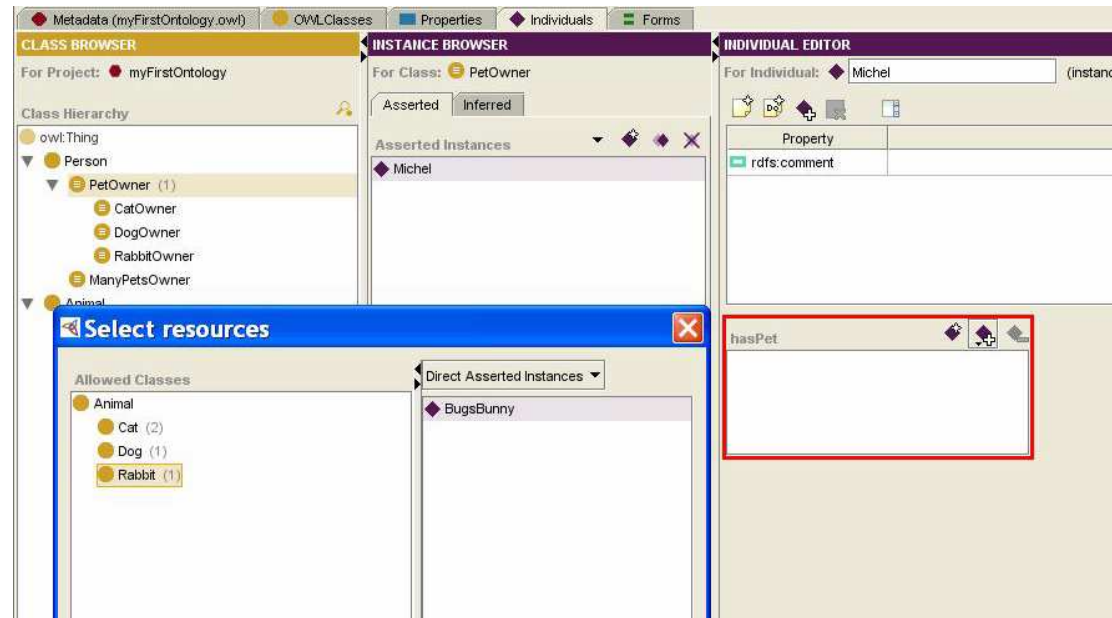 Metadata (myFirstOntology.owl) OWLClasses Properties Individuals Forms
CLASS BROWSER
For Project: myFirstOntology
Class Hierarchy
owl:Thing
Person
PetOwner (1)
CatOwner
DogOwner
RabbitOwner
ManyPetsOwner
Animal
INSTANCE BROWSER
For Class: PetOwner
Asserted Inferred
Asserted Instances
Michel
INDIVIDUAL EDITOR
For Individual: Michel (instanc
Property
rdfs:comment
hasPet
Select resources
Allowed Classes
Animal
Cat (2)
Dog (1)
Rabbit (1)
Direct Asserted Instances
BugsBunny